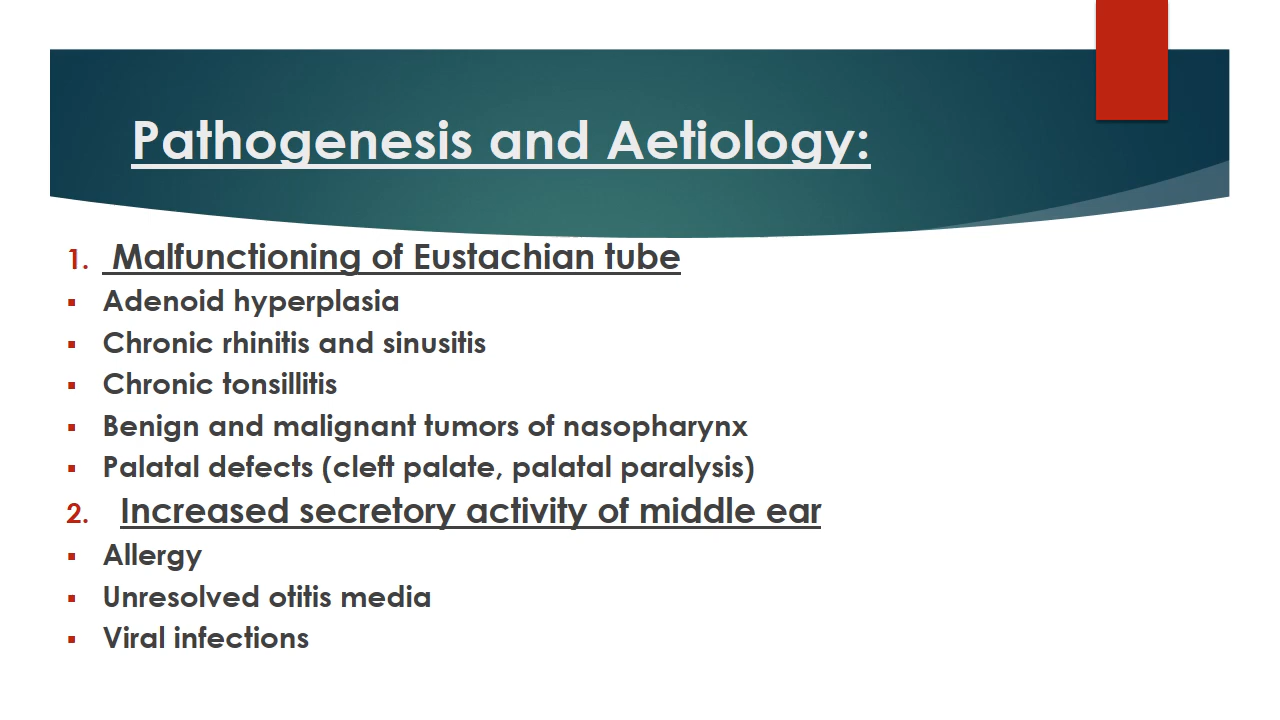 Pathogenesis and Aetiology:
1. Malfunctioning of Eustachian tube
▪ Adenoid hyperplasia
▪ Chronic rhinitis and sinusitis
▪ Chronic tonsillitis
▪ Benign and malignant tumors of nasopharynx
▪ Palatal defects (cleft palate, palatal paralysis)
2. Increased secretory activity of middle ear
▪ Allergy
▪ Unresolved otitis media
▪ Viral infections